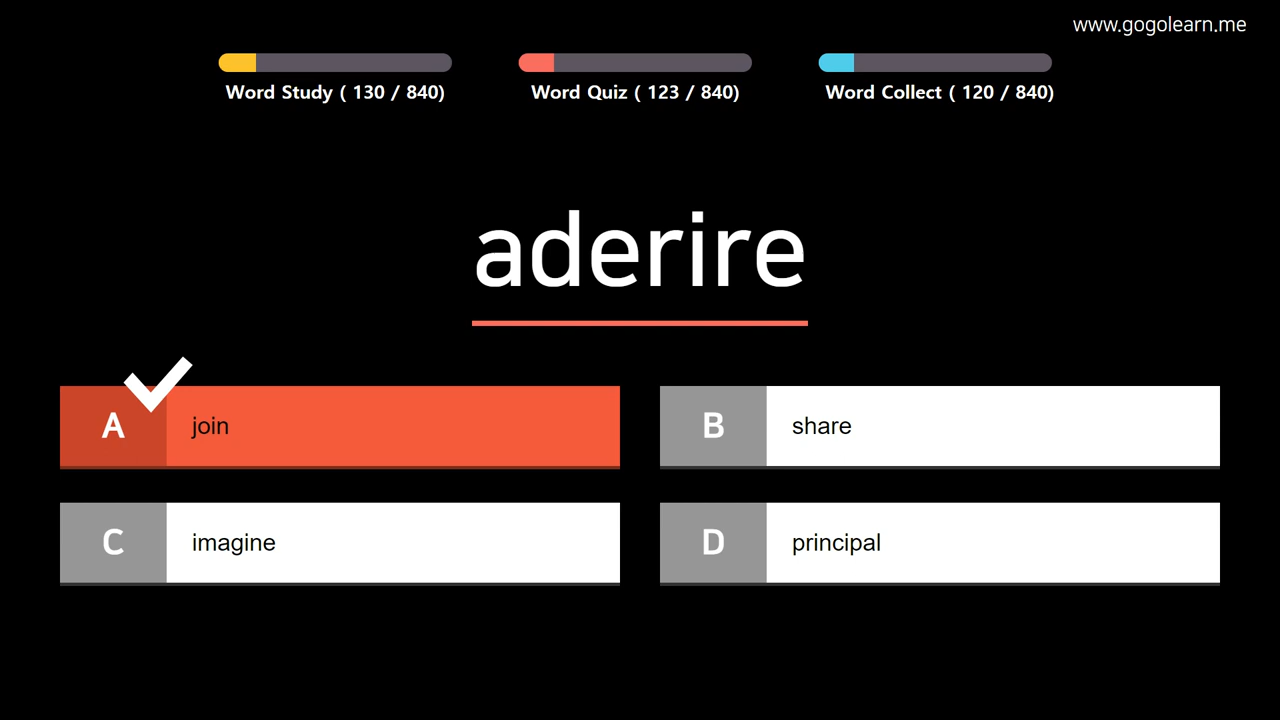 www.gogolearn.me
Word Study ( 130 / 840)
Word Quiz ( 123 / 840)
Word Collect ( 120 / 840)
aderire
A join
B share
C imagine
D principal